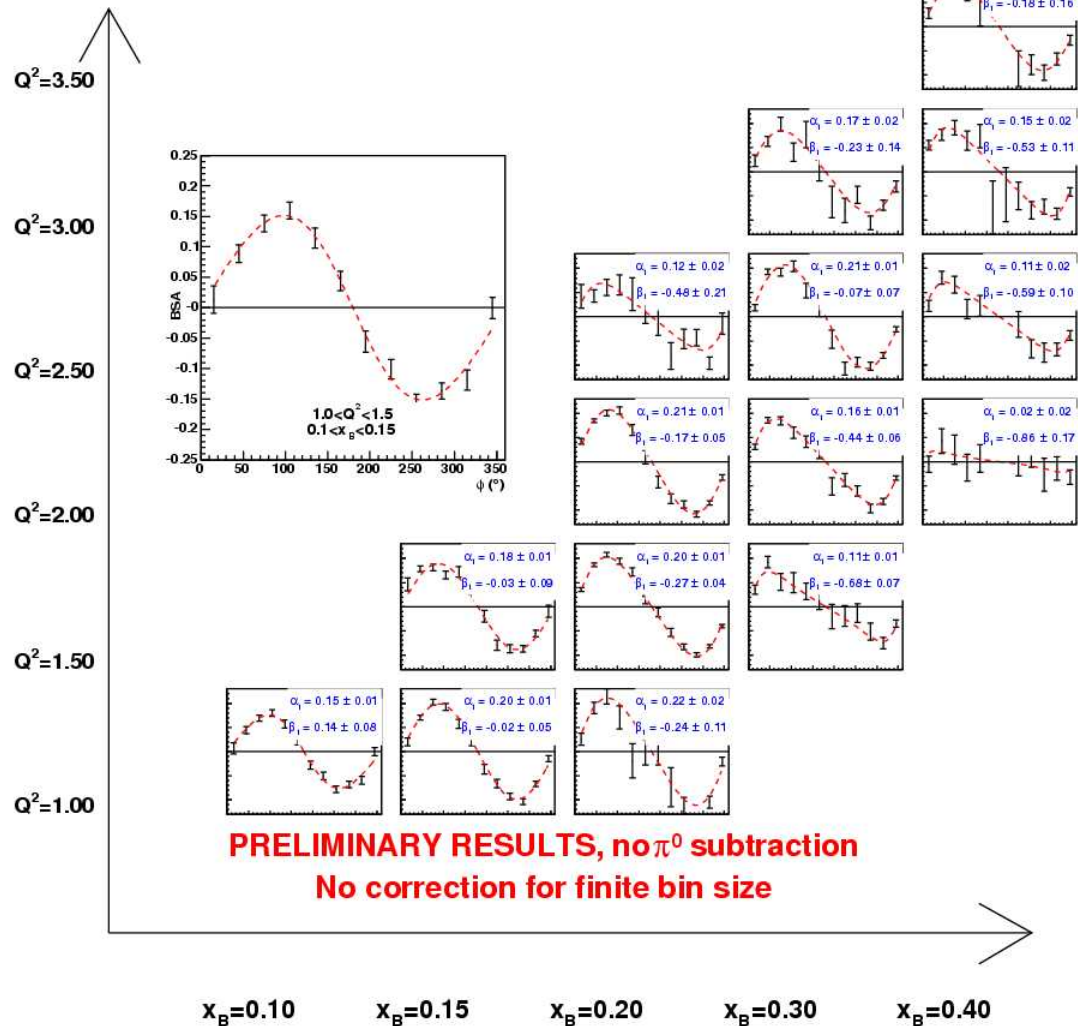 β₁ = -0.18 ± 0.16
Q²=3.50
α₁ = 0.17 ± 0.02
β₁ = -0.23 ± 0.14
α₁ = 0.15 ± 0.02
β₁ = -0.53 ± 0.11
0.25
0.2
0.15
0.1
0.05
-0
-0.05
-0.1
-0.15
-0.2
-0.25
BSA
0 50 100 150 200 250 300 350
ϕ (°)
1.0<Q²<1.5
0.1<x_B<0.15
Q²=3.00
α₁ = 0.12 ± 0.02
β₁ = -0.48 ± 0.21
α₁ = 0.21 ± 0.01
β₁ = -0.07 ± 0.07
α₁ = 0.11 ± 0.02
β₁ = -0.59 ± 0.10
Q²=2.50
α₁ = 0.21 ± 0.01
β₁ = -0.17 ± 0.05
α₁ = 0.16 ± 0.01
β₁ = -0.44 ± 0.06
α₁ = 0.02 ± 0.02
β₁ = -0.86 ± 0.17
Q²=2.00
α₁ = 0.18 ± 0.01
β₁ = -0.03 ± 0.09
α₁ = 0.20 ± 0.01
β₁ = -0.27 ± 0.04
α₁ = 0.11 ± 0.01
β₁ = -0.68 ± 0.07
Q²=1.50
α₁ = 0.15 ± 0.01
β₁ = 0.14 ± 0.08
α₁ = 0.20 ± 0.01
β₁ = -0.02 ± 0.05
α₁ = 0.22 ± 0.02
β₁ = -0.24 ± 0.11
Q²=1.00
PRELIMINARY RESULTS, no π⁰ subtraction
No correction for finite bin size
x_B=0.10 x_B=0.15 x_B=0.20 x_B=0.30 x_B=0.40